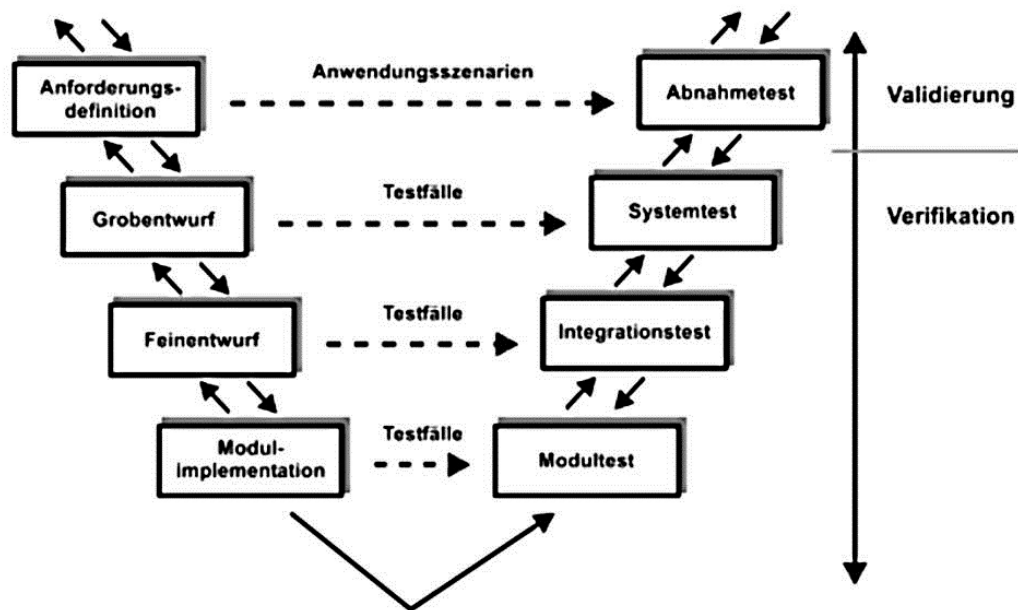 Anforderungs-
definition
Anwendungsszenarien
Abnahmetest
Validierung
Grobentwurf
Testfälle
Systemtest
Verifikation
Feinentwurf
Testfälle
Integrationstest
Modul-
implementation
Testfälle
Modultest